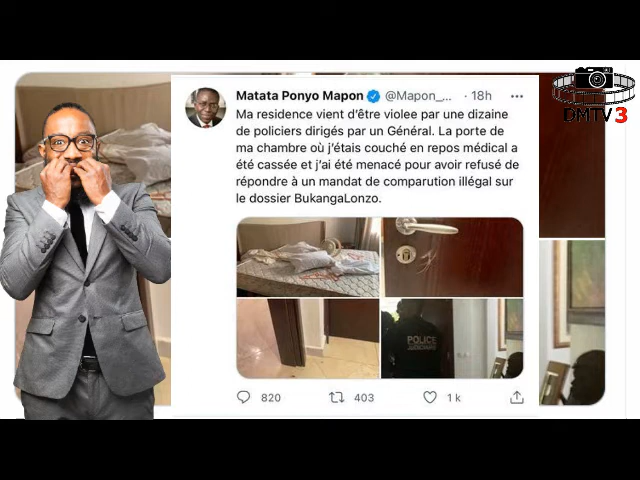 Matata Ponyo Mapon @Mapon_... · 18h
Ma residence vient d’être violee par une dizaine
de policiers dirigés par un Général. La porte de
ma chambre où j’étais couché en repos médical a
été cassée et j’ai été menacé pour avoir refusé de
répondre à un mandat de comparution illégal sur
le dossier BukangaLonzo.
POLICE
JUDICIAIRE
820 403 1 k
DMTV3